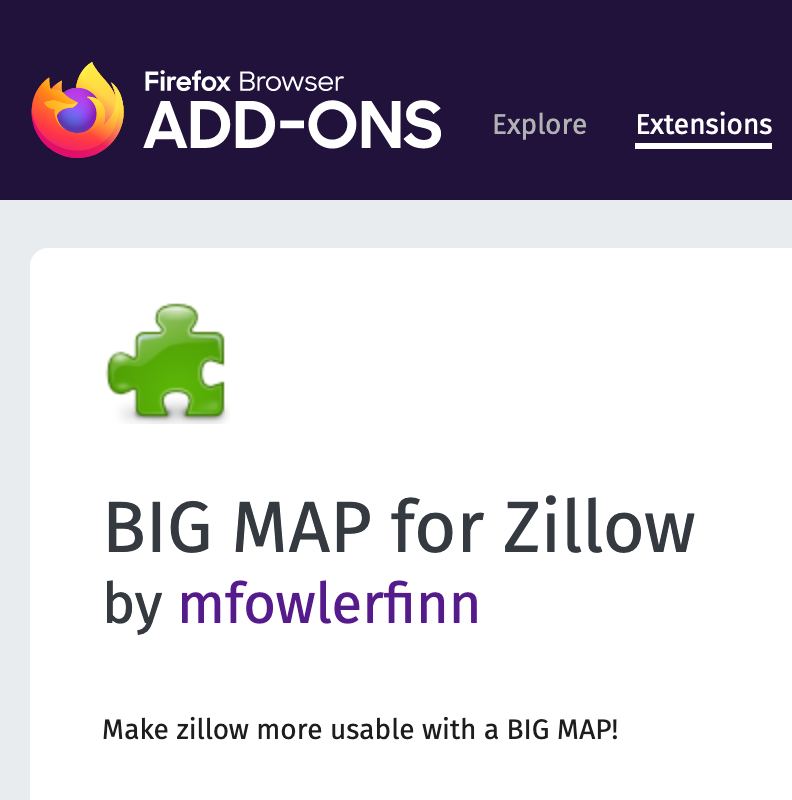 Firefox Browser
ADD-ONS
Explore
Extensions
BIG MAP for Zillow
by mfowlerfinn
Make zillow more usable with a BIG MAP!